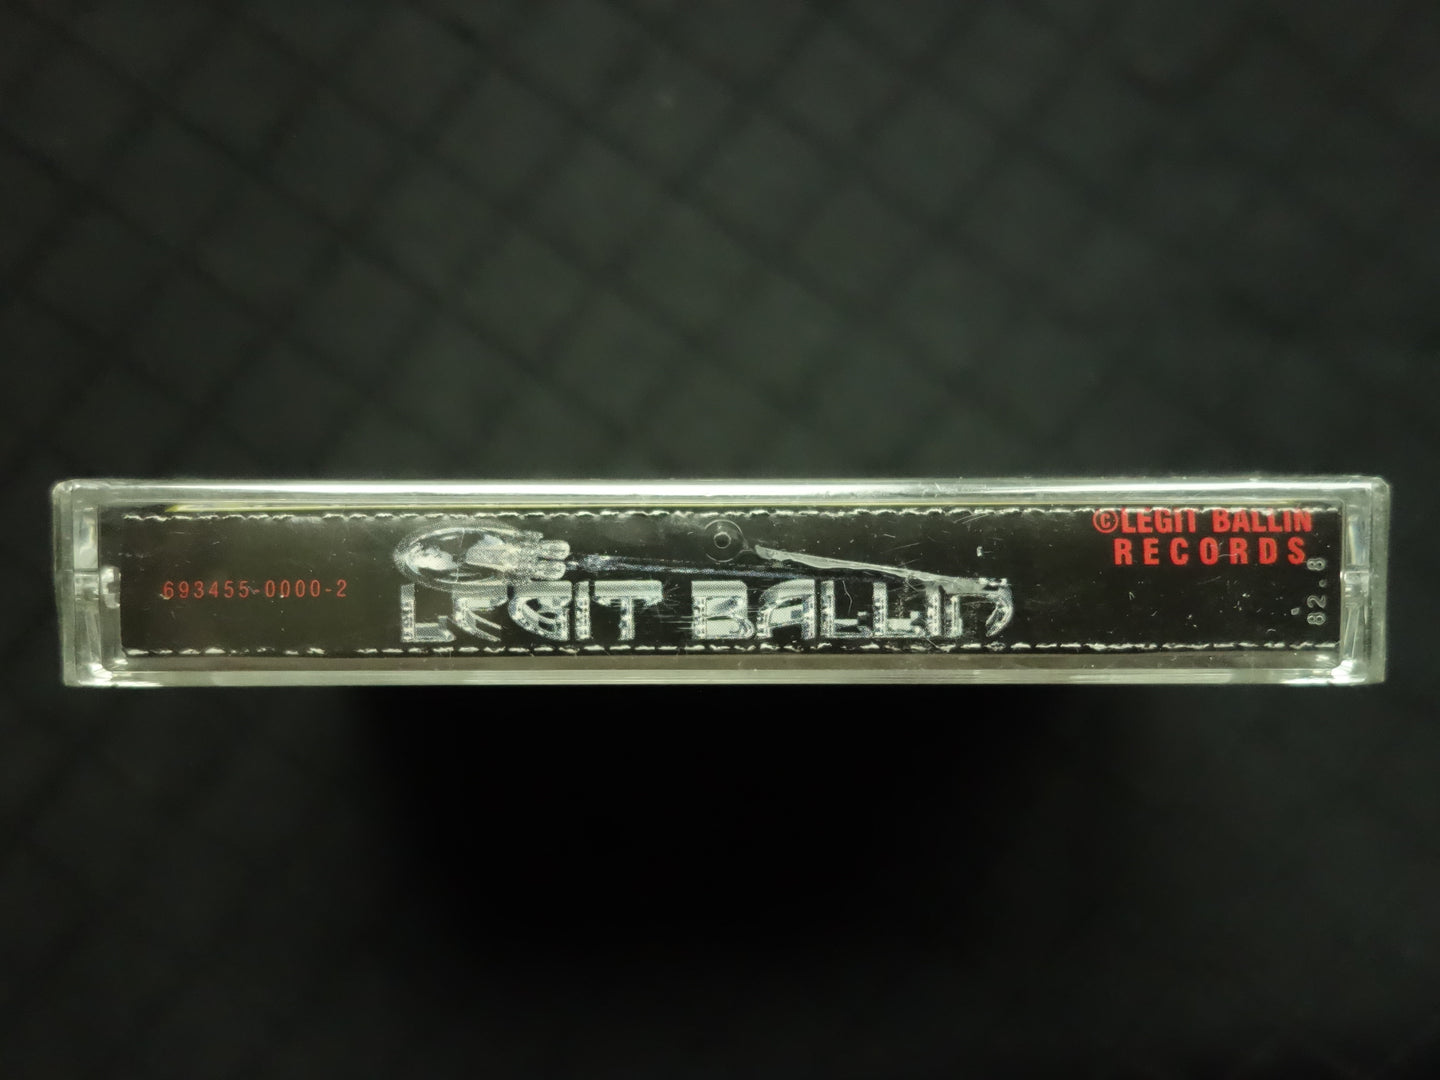 693455-0000-2
LEGIT BALLIN
©LEGIT BALLIN
RECORDS
82.8